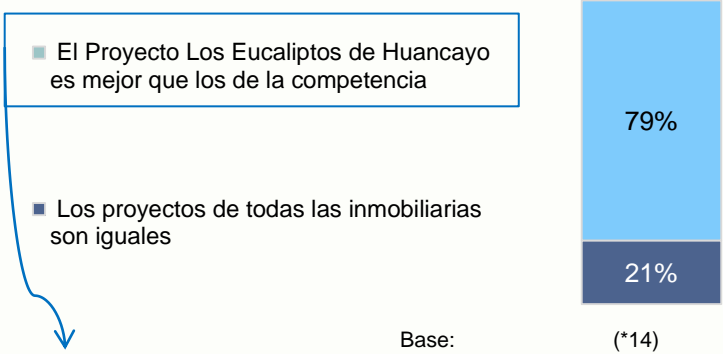 El Proyecto Los Eucaliptos de Huancayo
es mejor que los de la competencia
79%
Los proyectos de todas las inmobiliarias
son iguales
21%
Base: (*14)